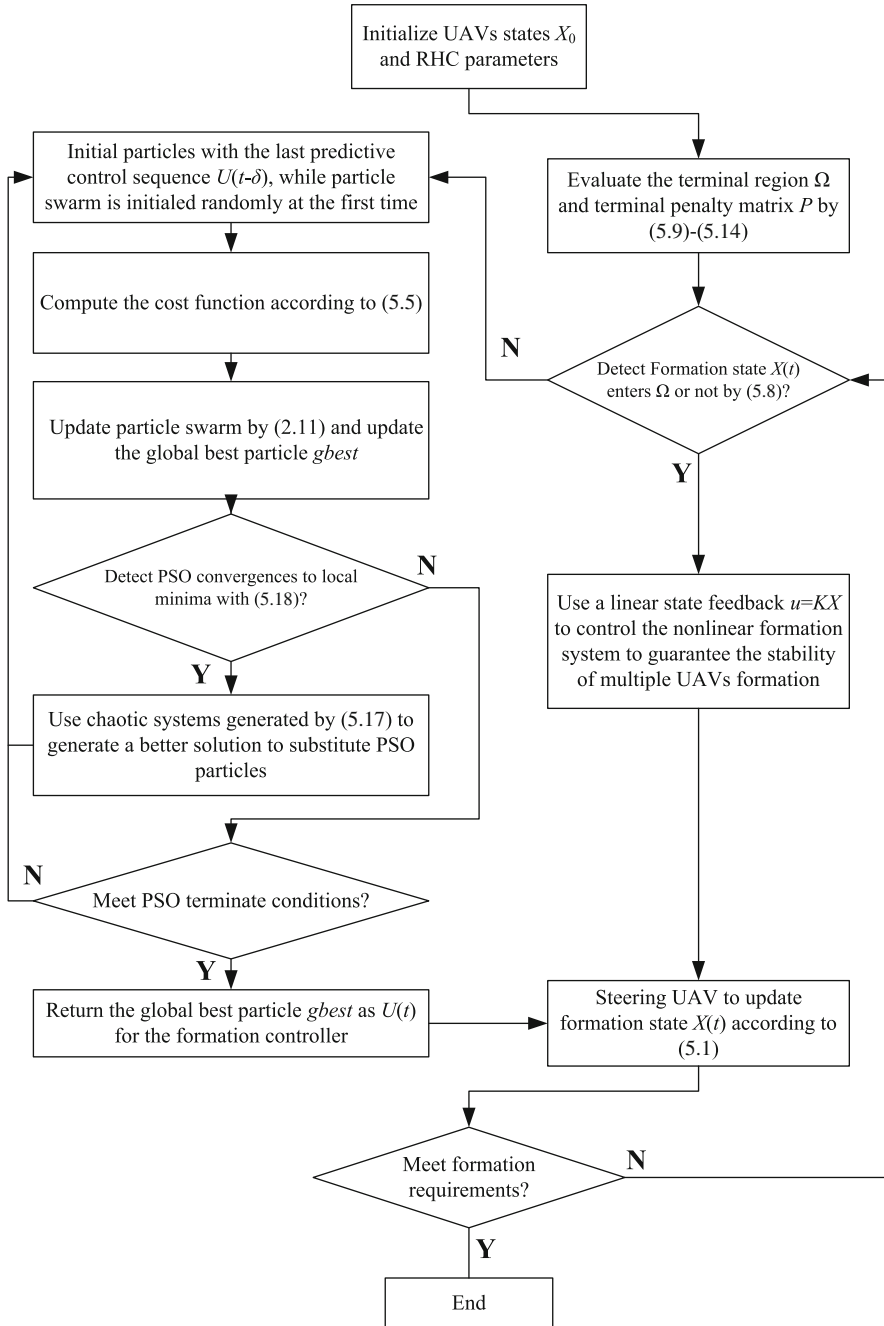 Initialize UAVs states X₀
and RHC parameters
Initial particles with the last predictive
control sequence U(t-δ), while particle
swarm is initialed randomly at the first time
Evaluate the terminal region Ω
and terminal penalty matrix P by
(5.9)-(5.14)
Compute the cost function according to (5.5)
N
Detect Formation state X(t)
enters Ω or not by (5.8)?
Y
Update particle swarm by (2.11) and update
the global best particle gbest
Detect PSO convergences to local
minima with (5.18)?
N
Y
Use a linear state feedback u=KX
to control the nonlinear formation
system to guarantee the stability
of multiple UAVs formation
Use chaotic systems generated by (5.17) to
generate a better solution to substitute PSO
particles
N
Meet PSO terminate conditions?
Y
Return the global best particle gbest as U(t)
for the formation controller
Steering UAV to update
formation state X(t) according to
(5.1)
Meet formation
requirements?
N
Y
End